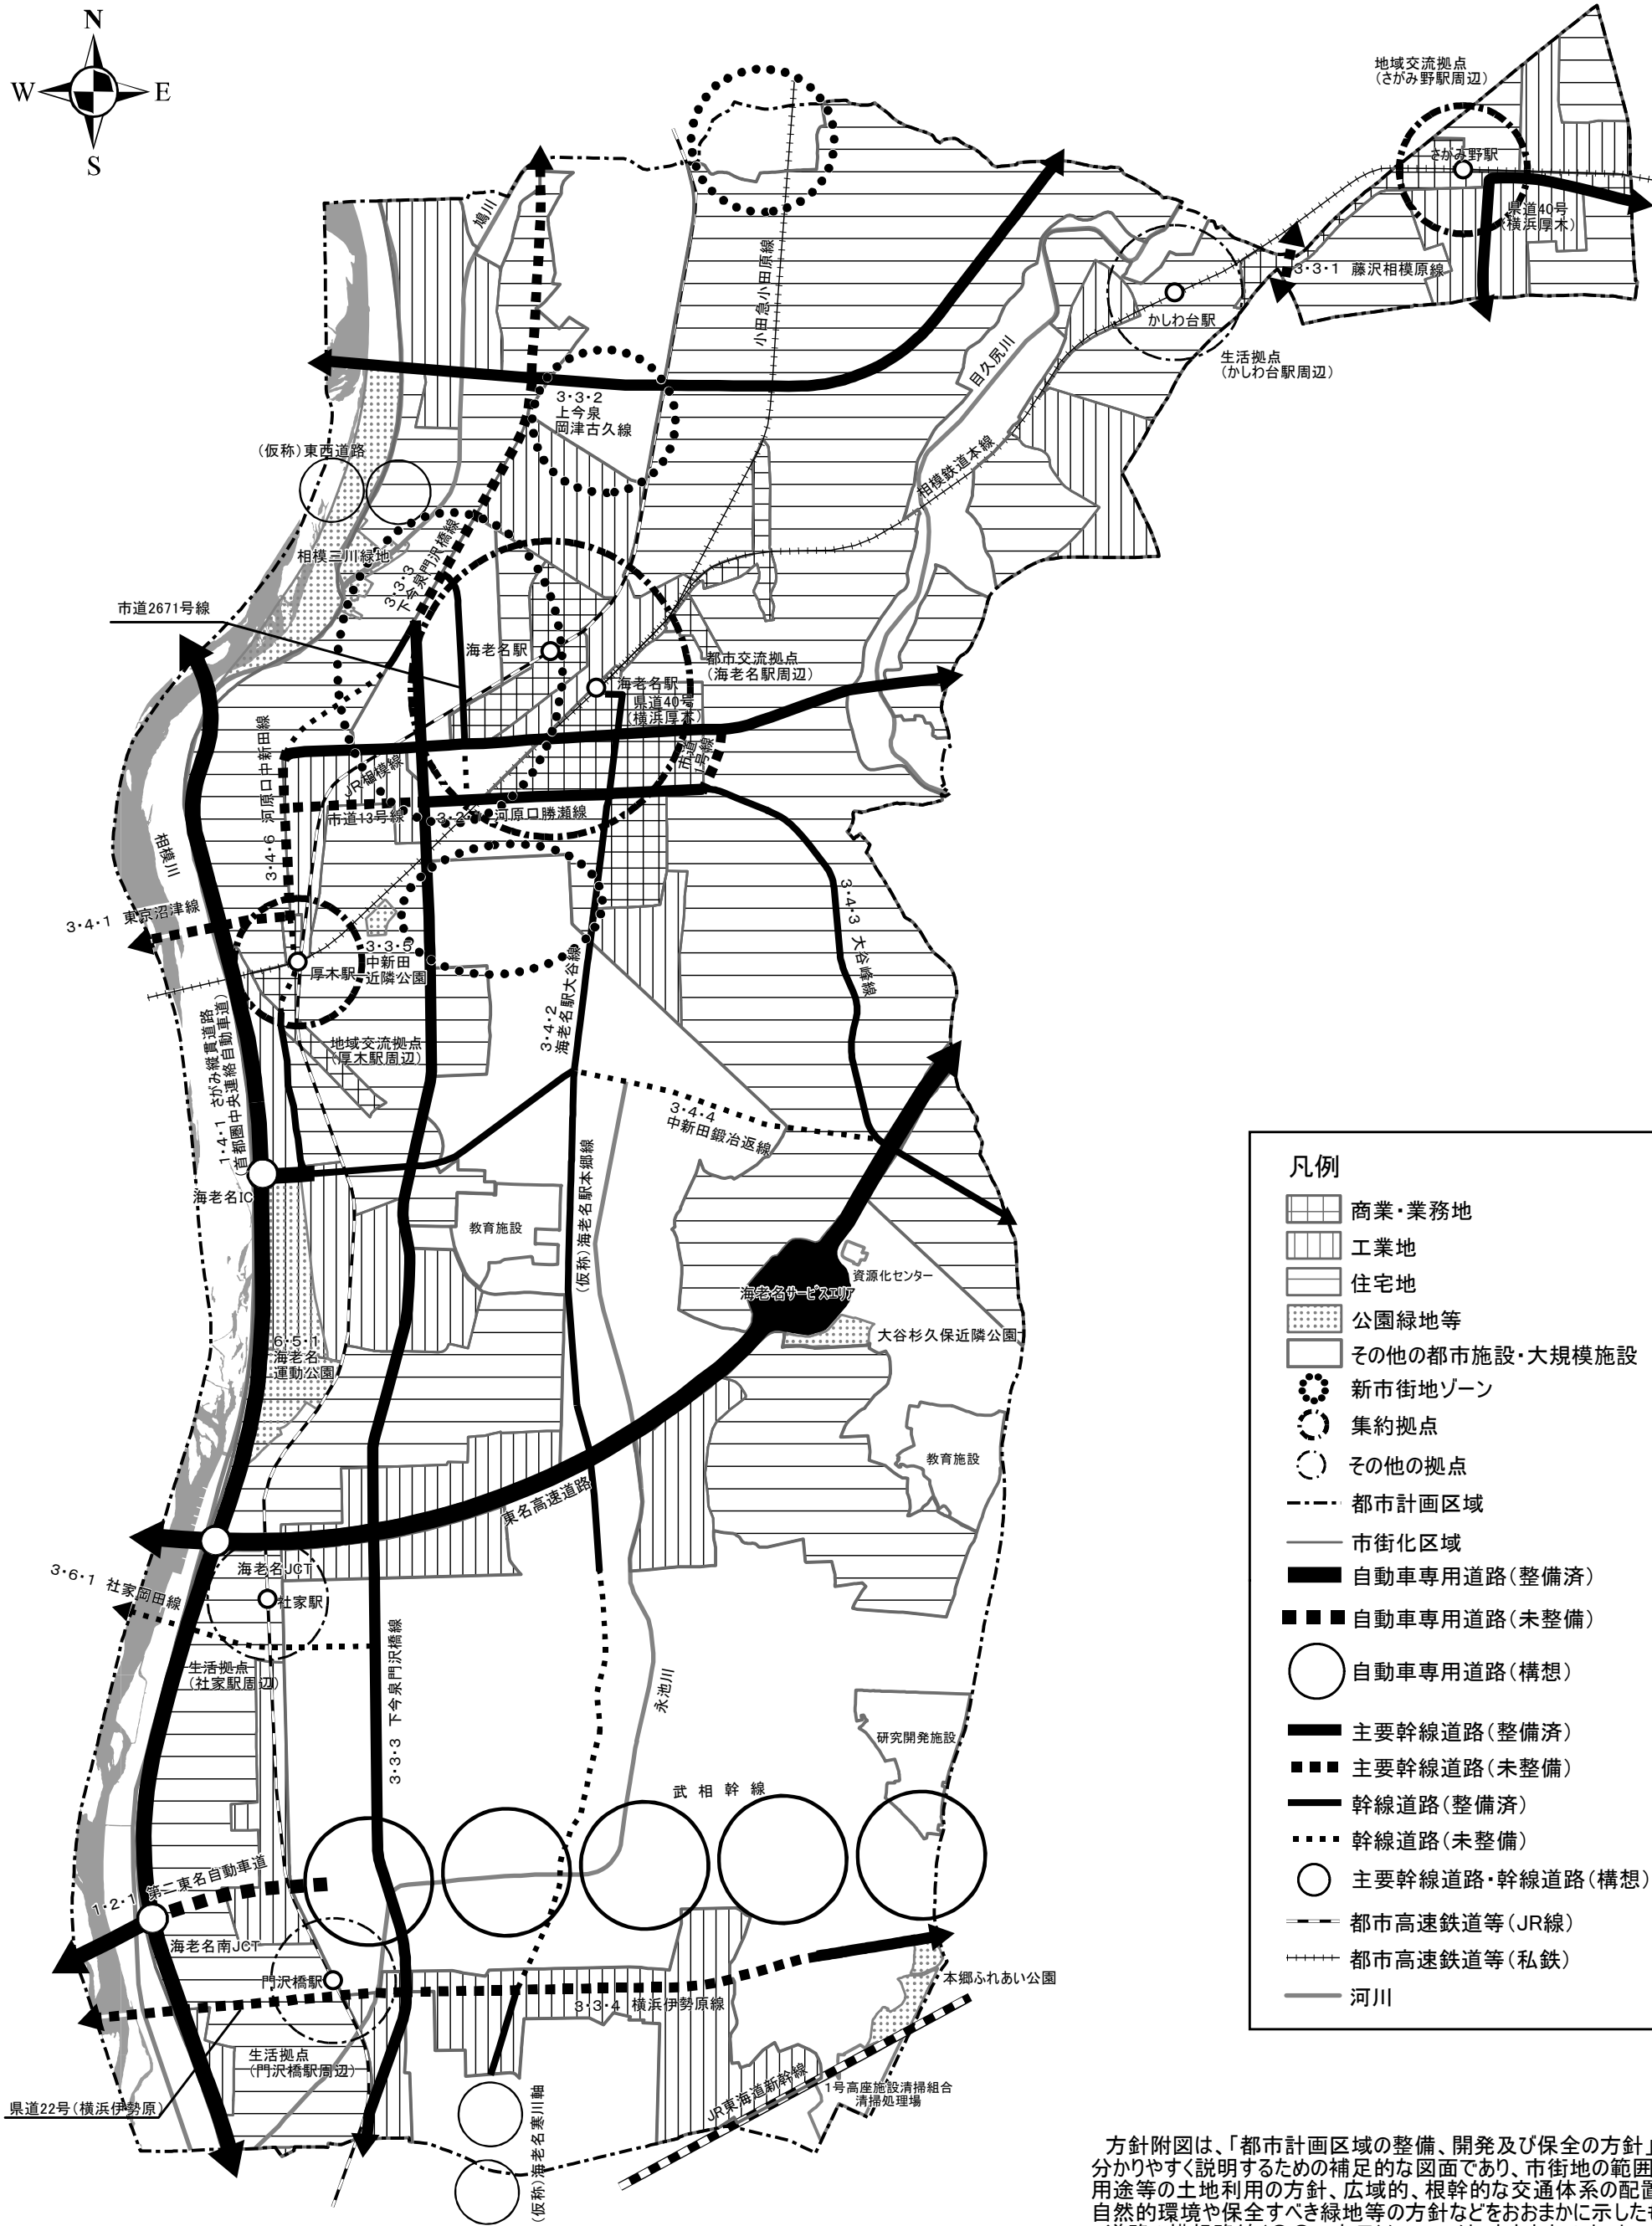 N
W
E
S
地域交流拠点
(さがみ野駅周辺)
さがみ野駅
県道40号
(横浜厚木)
3・3・1 藤沢相模原線
かしわ台駅
生活拠点
(かしわ台駅周辺)
鳩川
小田急小田原線
目久尻川
相模鉄道本線
3・3・2
上今泉
岡津古久線
(仮称)東西道路
相模三川緑地
3・3・3
下今泉門沢橋線
市道2671号線
海老名駅
海老名駅
都市交流拠点
(海老名駅周辺)
県道40号
(横浜厚木)
市道
1号線
JR相模線
3・4・6 河原口中新田線
市道13号線
河原口勝瀬線
相模川
3・4・1 東京沼津線
3・4・3 大谷峰線
厚木駅
3・3・5
中新田
近隣公園
3・4・2
海老名駅大谷線
地域交流拠点
(厚木駅周辺)
1・4・1 さがみ縦貫道路
(首都圏中央連絡自動車道)
3・4・4
中新田鍛冶返線
海老名IC
教育施設
(仮称)海老名駅本郷線
資源化センター
海老名サービスエリア
大谷杉久保近隣公園
6・5・1
海老名
運動公園
教育施設
東名高速道路
海老名JCT
3・6・1 社家岡田線
社家駅
生活拠点
(社家駅周辺)
3・3・3 下今泉門沢橋線
永池川
研究開発施設
武相幹線
1・2・1 第二東名自動車道
海老名南JCT
門沢橋駅
3・3・4 横浜伊勢原線
本郷ふれあい公園
生活拠点
(門沢橋駅周辺)
県道22号(横浜伊勢原)
JR東海道新幹線
1号高座施設清掃組合
清掃処理場
(仮称)海老名寒川軸
凡例
商業・業務地
工業地
住宅地
公園緑地等
その他の都市施設・大規模施設
新市街地ゾーン
集約拠点
その他の拠点
都市計画区域
市街化区域
自動車専用道路(整備済)
自動車専用道路(未整備)
自動車専用道路(構想)
主要幹線道路(整備済)
主要幹線道路(未整備)
幹線道路(整備済)
幹線道路(未整備)
主要幹線道路・幹線道路(構想)
都市高速鉄道等(JR線)
都市高速鉄道等(私鉄)
河川
方針附図は、「都市計画区域の整備、開発及び保全の方針」
分かりやすく説明するための補足的な図面であり、市街地の範囲
用途等の土地利用の方針、広域的、根幹的な交通体系の配置
自然的環境や保全すべき緑地等の方針などをおおまかに示した